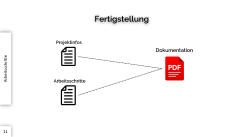 Fertigstellung
Projektinfos
Dokumentation
PDF
Arbeitsschritte
Arbeitsschritte
11